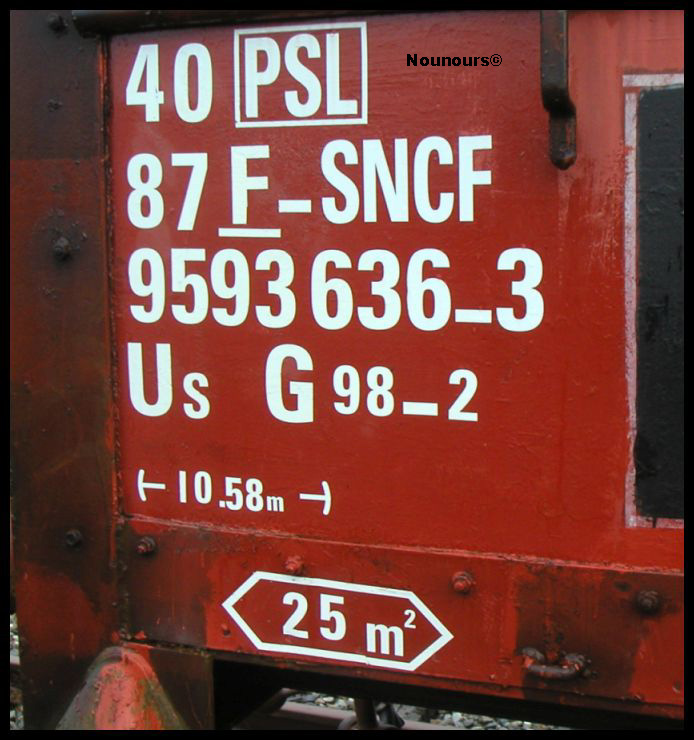 40 PSL
Nounours©
87 F-SNCF
9593 636-3
Us G 98-2
10.58m
25 m²